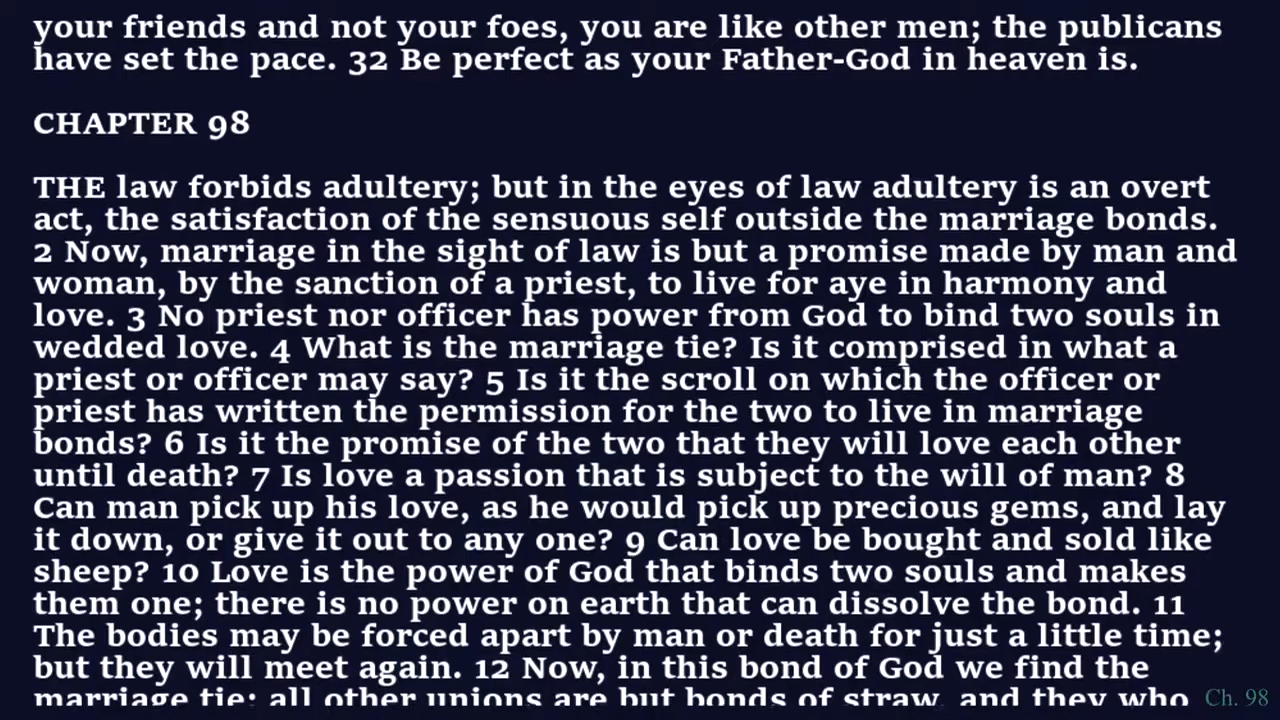 your friends and not your foes, you are like other men; the publicans
have set the pace. 32 Be perfect as your Father-God in heaven is.
CHAPTER 98
THE law forbids adultery; but in the eyes of law adultery is an overt
act, the satisfaction of the sensuous self outside the marriage bonds.
2 Now, marriage in the sight of law is but a promise made by man and
woman, by the sanction of a priest, to live for aye in harmony and
love. 3 No priest nor officer has power from God to bind two souls in
wedded love. 4 What is the marriage tie? Is it comprised in what a
priest or officer may say? 5 Is it the scroll on which the officer or
priest has written the permission for the two to live in marriage
bonds? 6 Is it the promise of the two that they will love each other
until death? 7 Is love a passion that is subject to the will of man? 8
Can man pick up his love, as he would pick up precious gems, and lay
it down, or give it out to any one? 9 Can love be bought and sold like
sheep? 10 Love is the power of God that binds two souls and makes
them one; there is no power on earth that can dissolve the bond. 11
The bodies may be forced apart by man or death for just a little time;
but they will meet again. 12 Now, in this bond of God we find the
marriage tie; all other unions are but bonds of straw, and they who
Ch. 98